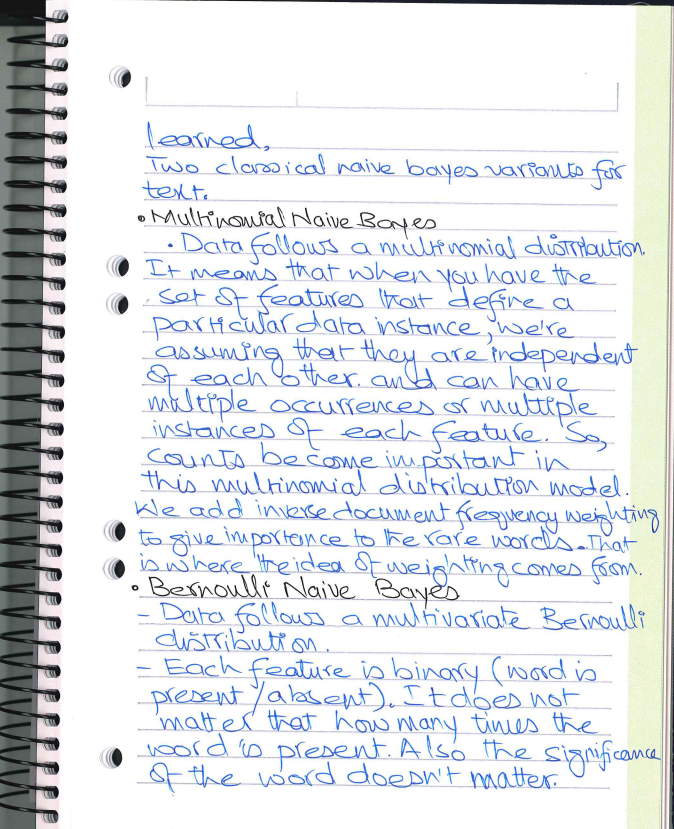 learned,
Two classical naive bayes variants for
text.
• Multinomial Naive Bayes
• Data follows a multinomial distribution.
It means that when you have the
set of features that define a
particular data instance, we're
assuming that they are independent
of each other. and can have
multiple occurrences or multiple
instances of each feature. So,
counts become important in
this multinomial distribution model.
We add inverse document frequency weighting
to give importance to the rare words. That
is where the idea of weighting comes from.
• Bernoulli Naive Bayes
- Data follows a multivariate Bernoulli
distribution.
- Each feature is binary (word is
present/absent). It does not
matter that how many times the
word is present. Also the significance
of the word doesn't matter.